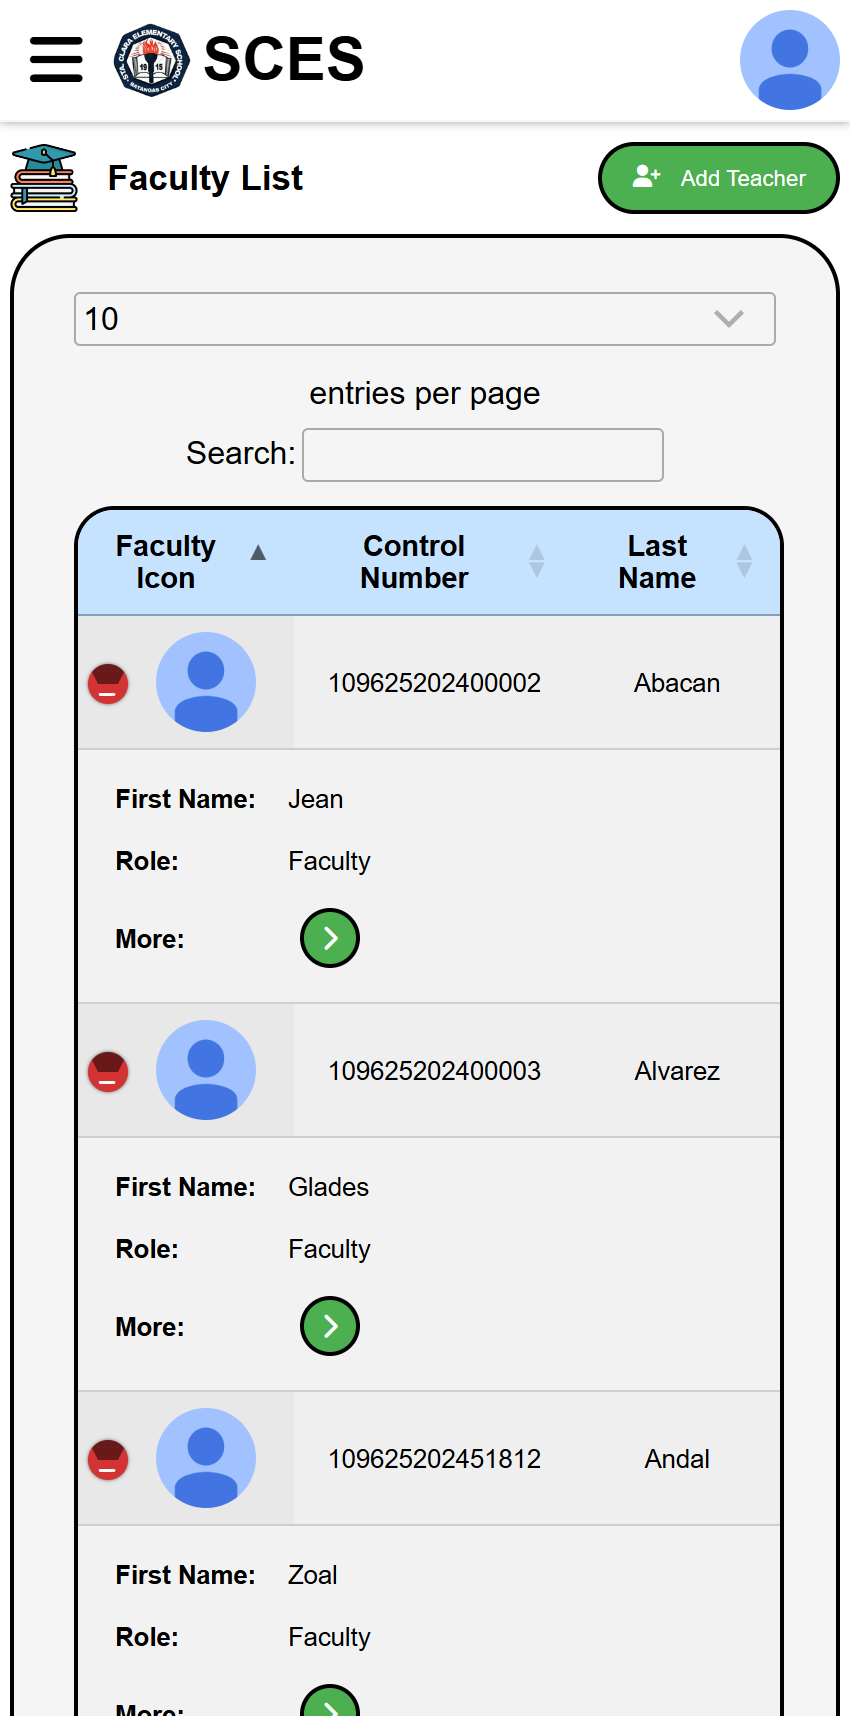 STA. CLARA ELEMENTARY SCHOOL
19 15
BATANGAS CITY
SCES
Faculty List
Add Teacher
10
entries per page
Search:
Faculty Icon
Control Number
Last Name
109625202400002 Abacan
First Name: Jean
Role: Faculty
More:
109625202400003 Alvarez
First Name: Glades
Role: Faculty
More:
109625202451812 Andal
First Name: Zoal
Role: Faculty
More: